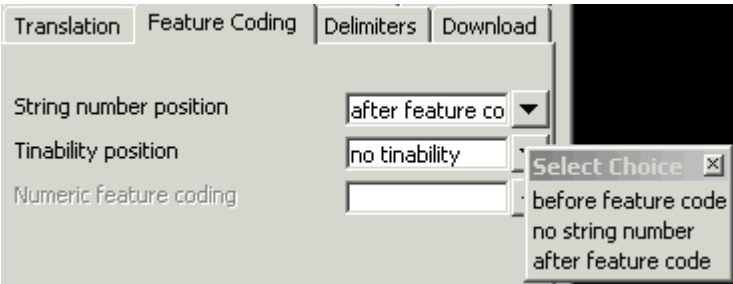 Translation Feature Coding Delimiters Download
String number position after feature co
Tinability position no tinability
Select Choice
Numeric feature coding
before feature code
no string number
after feature code